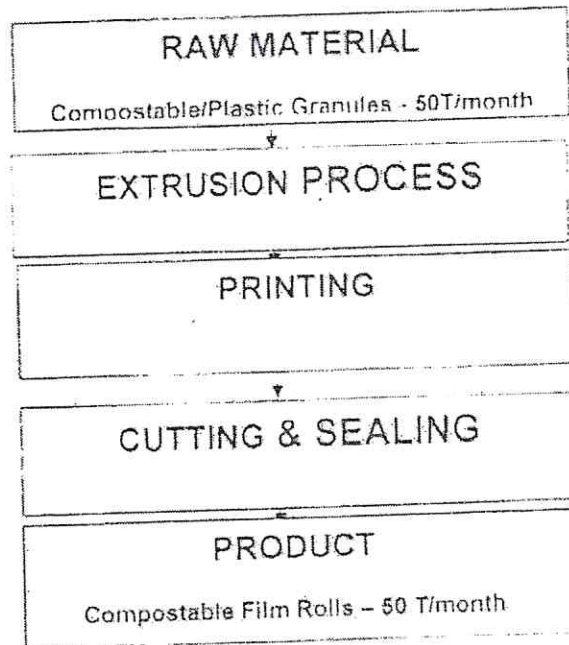 RAW MATERIAL
Compostable/Plastic Granules - 50T/month
EXTRUSION PROCESS
PRINTING
CUTTING & SEALING
PRODUCT
Compostable Film Rolls – 50 T/month